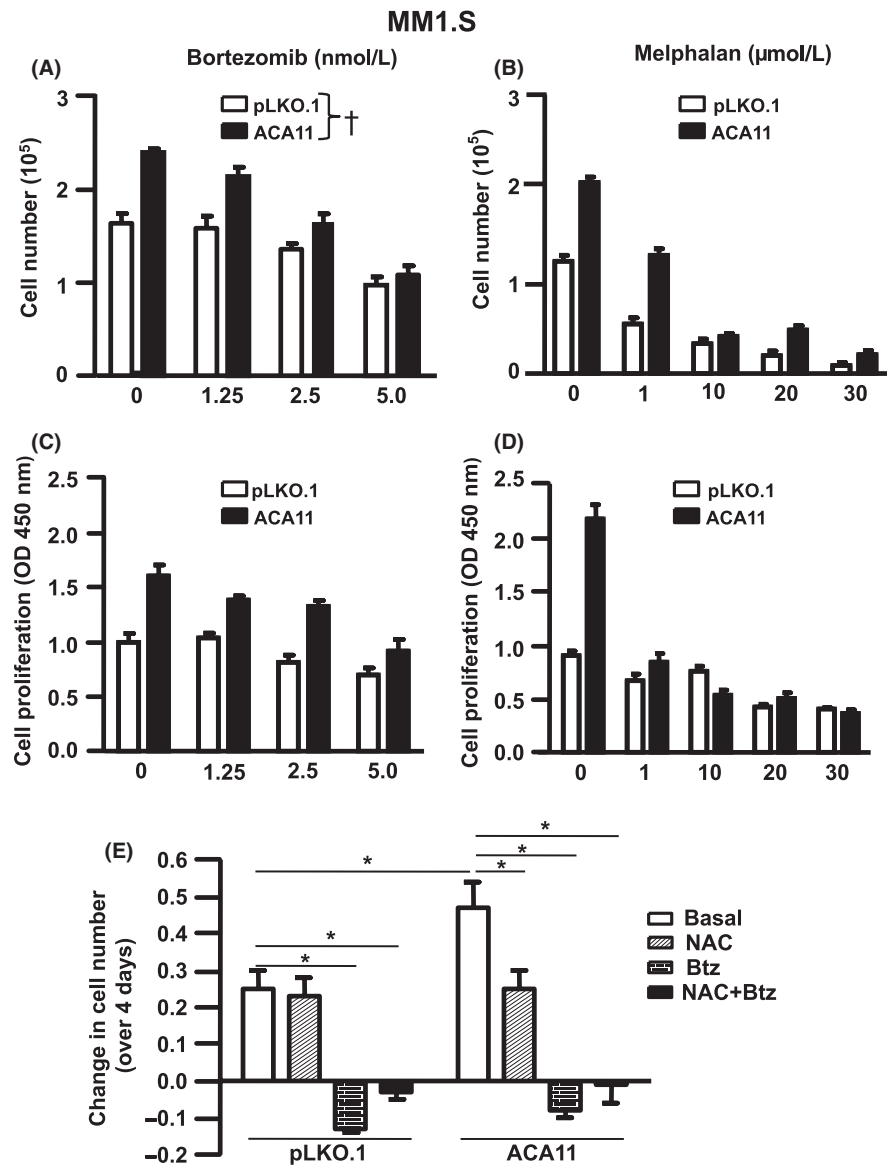 MM1.S
(A) Bortezomib (nmol/L)
Cell number (10⁵)
3
2
1
0
pLKO.1
ACA11
†
0 1.25 2.5 5.0
(B) Melphalan (µmol/L)
Cell number (10⁵)
3
2
1
0
pLKO.1
ACA11
0 1 10 20 30
(C)
Cell proliferation (OD 450 nm)
2.5
2.0
1.5
1.0
0.5
0.0
pLKO.1
ACA11
0 1.25 2.5 5.0
(D)
Cell proliferation (OD 450 nm)
2.5
2.0
1.5
1.0
0.5
0.0
pLKO.1
ACA11
0 1 10 20 30
(E)
Change in cell number
(over 4 days)
0.6
0.5
0.4
0.3
0.2
0.1
0.0
−0.1
−0.2
*
*
*
*
*
*
Basal
NAC
Btz
NAC+Btz
pLKO.1 ACA11